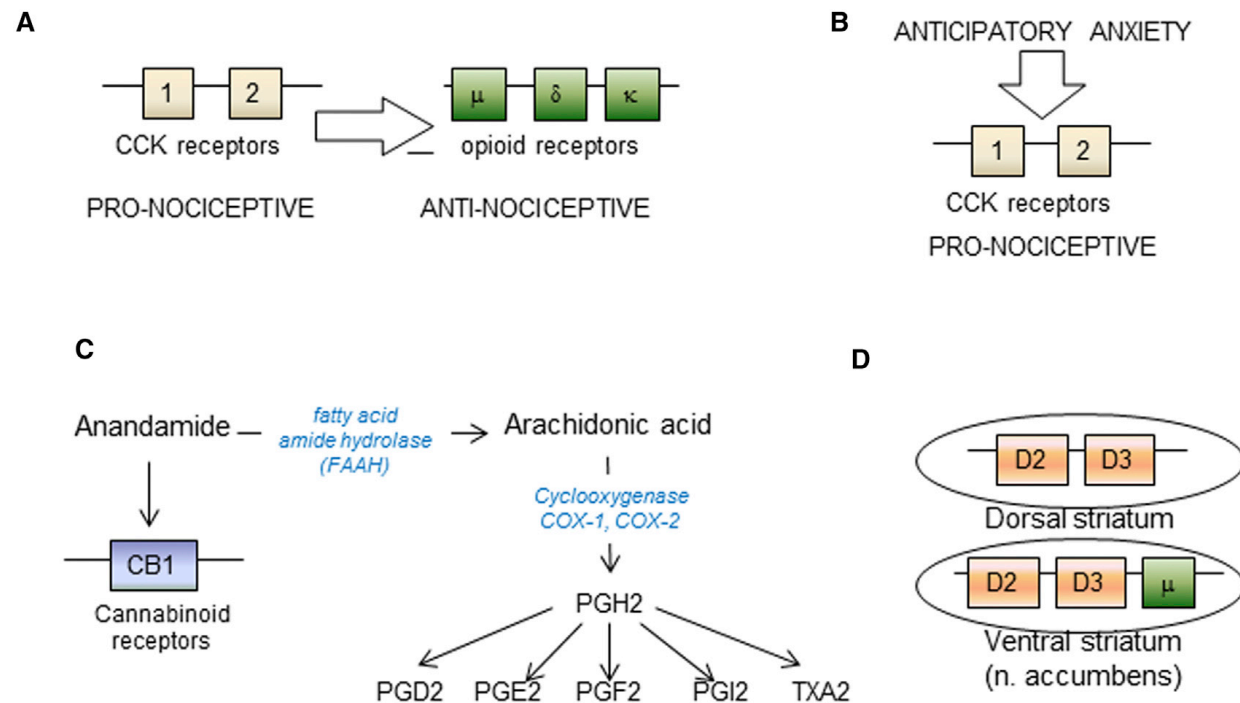 A
1 2
CCK receptors
PRO-NOCICEPTIVE
μ δ κ
opioid receptors
ANTI-NOCICEPTIVE
B
ANTICIPATORY ANXIETY
1 2
CCK receptors
PRO-NOCICEPTIVE
C
Anandamide
fatty acid
amide hydrolase
(FAAH)
Arachidonic acid
Cyclooxygenase
COX-1, COX-2
CB1
Cannabinoid
receptors
PGH2
PGD2 PGE2 PGF2 PGI2 TXA2
D
D2 D3
Dorsal striatum
D2 D3 μ
Ventral striatum
(n. accumbens)